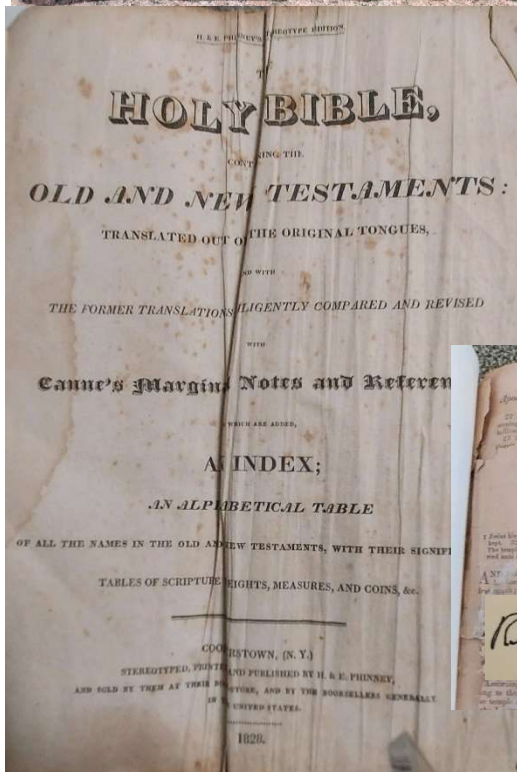 H. & E. PHINNEY'S STEREOTYPE EDITION
HOLY BIBLE,
CONTAINING THE
OLD AND NEW TESTAMENTS:
TRANSLATED OUT OF THE ORIGINAL TONGUES,
AND WITH
THE FORMER TRANSLATIONS DILIGENTLY COMPARED AND REVISED
WITH
Canne's Marginal Notes and
WHICH ARE ADDED,
AN INDEX;
AN ALPHABETICAL TABLE
OF ALL THE NAMES IN THE OLD AND NEW TESTAMENTS, WITH THEIR
TABLES OF SCRIPTURE WEIGHTS, MEASURES, AND COINS, &c.
COOPERSTOWN, (N. Y.)
STEREOTYPED, PRINTED AND PUBLISHED BY H. & E. PHINNEY,
AND SOLD BY THEM AT THEIR BOOKSTORE, AND BY THE BOOKSELLERS GENERALLY
IN THE UNITED STATES.
1828.